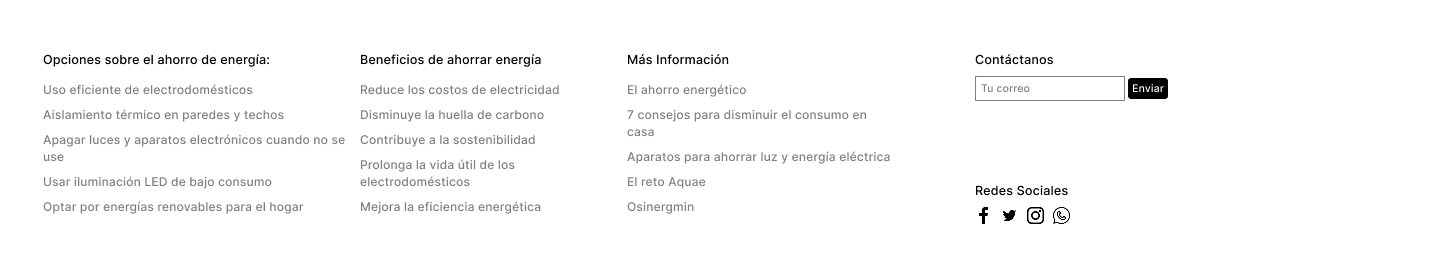 Opciones sobre el ahorro de energía:
Uso eficiente de electrodomésticos
Aislamiento térmico en paredes y techos
Apagar luces y aparatos electrónicos cuando no se
use
Usar iluminación LED de bajo consumo
Optar por energías renovables para el hogar
Beneficios de ahorrar energía
Reduce los costos de electricidad
Disminuye la huella de carbono
Contribuye a la sostenibilidad
Prolonga la vida útil de los
electrodomésticos
Mejora la eficiencia energética
Más Información
El ahorro energético
7 consejos para disminuir el consumo en
casa
Aparatos para ahorrar luz y energía eléctrica
El reto Aquae
Osinergmin
Contáctanos
Tu correo
Enviar
Redes Sociales